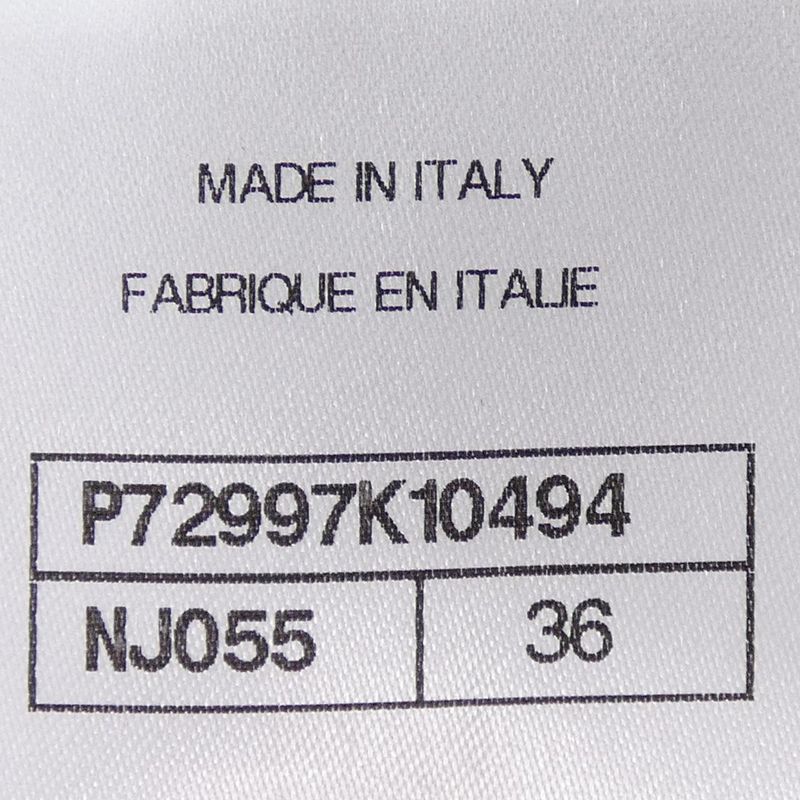 MADE IN ITALY
FABRIQUE EN ITALIE
P72997K10494
NJ055 36